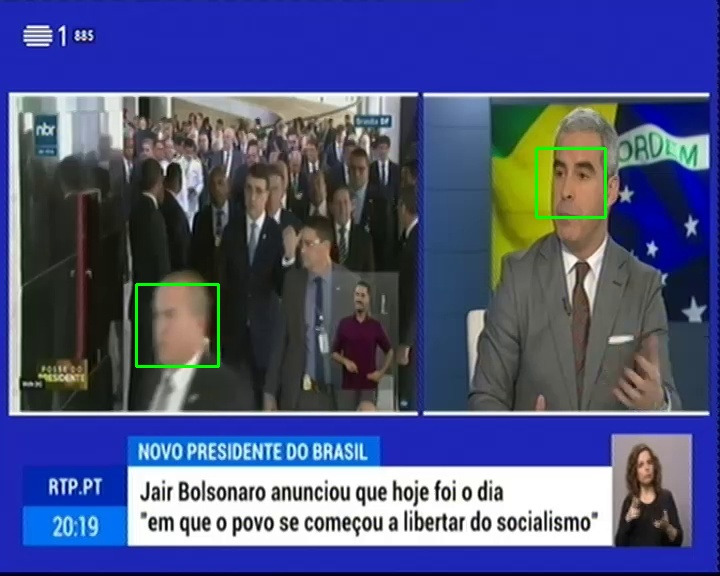 1 885
nbr
Brasília DF
ORDEM
POSSE DO
PRESIDENTE
NOVO PRESIDENTE DO BRASIL
RTP.PT
Jair Bolsonaro anunciou que hoje foi o dia
20:19
"em que o povo se começou a libertar do socialismo"